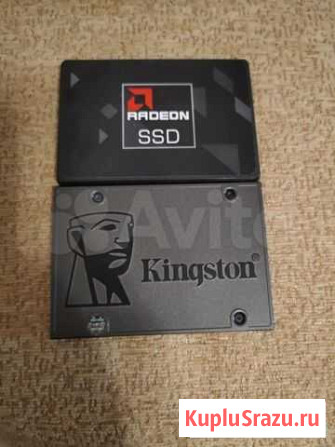 RADEON
SSD
Avito
Kingston®
KupluSrazu.ru